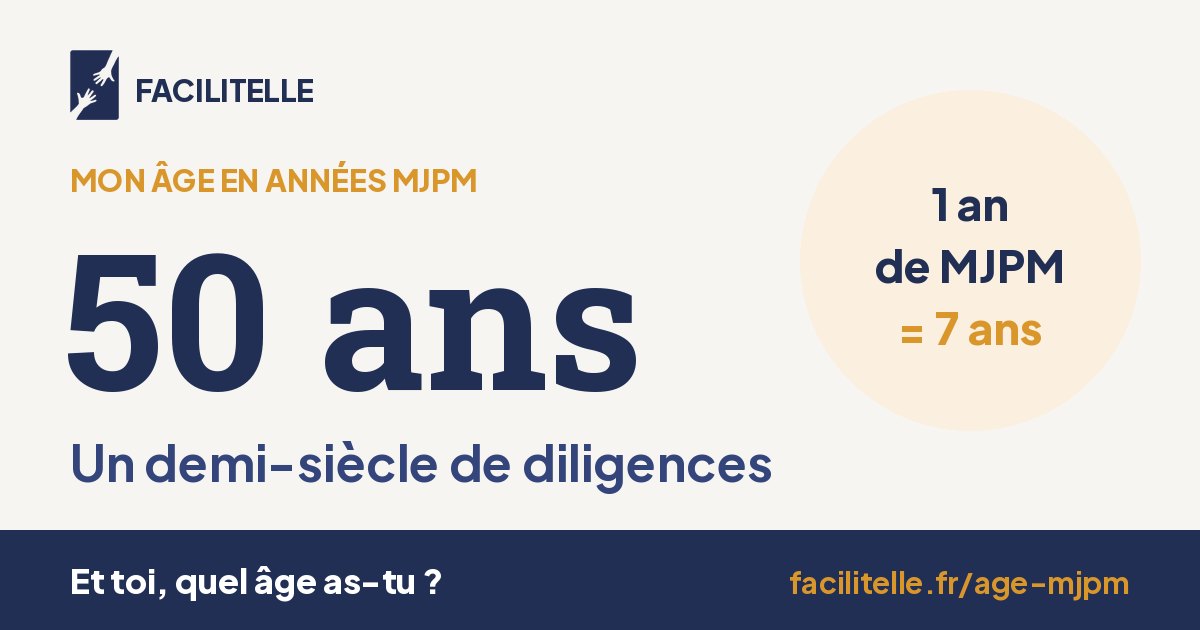 FACILITELLE
MON ÂGE EN ANNÉES MJPM
50 ans
Un demi-siècle de diligences
1 an
de MJPM
= 7 ans
Et toi, quel âge as-tu ?
facilitelle.fr/age-mjpm